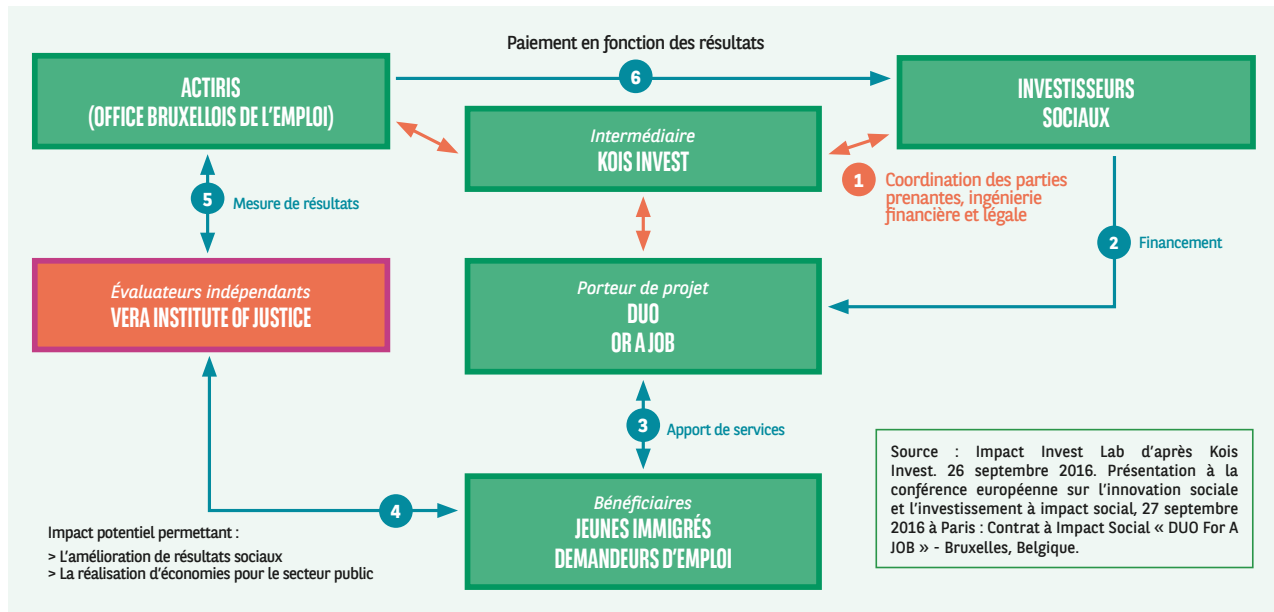 Paiement en fonction des résultats
6
ACTIRIS
(OFFICE BRUXELLOIS DE L'EMPLOI)
Intermédiaire
KOIS INVEST
INVESTISSEURS
SOCIAUX
1
Coordination des parties
prenantes, ingénierie
financière et légale
5
Mesure de résultats
2
Financement
Évaluateurs indépendants
VERA INSTITUTE OF JUSTICE
Porteur de projet
DUO
OR A JOB
3
Apport de services
4
Bénéficiaires
JEUNES IMMIGRÉS
DEMANDEURS D'EMPLOI
Impact potentiel permettant :
> L'amélioration de résultats sociaux
> La réalisation d'économies pour le secteur public
Source : Impact Invest Lab d'après Kois
Invest. 26 septembre 2016. Présentation à la
conférence européenne sur l'innovation sociale
et l'investissement à impact social, 27 septembre
2016 à Paris : Contrat à Impact Social « DUO For A
JOB » - Bruxelles, Belgique.